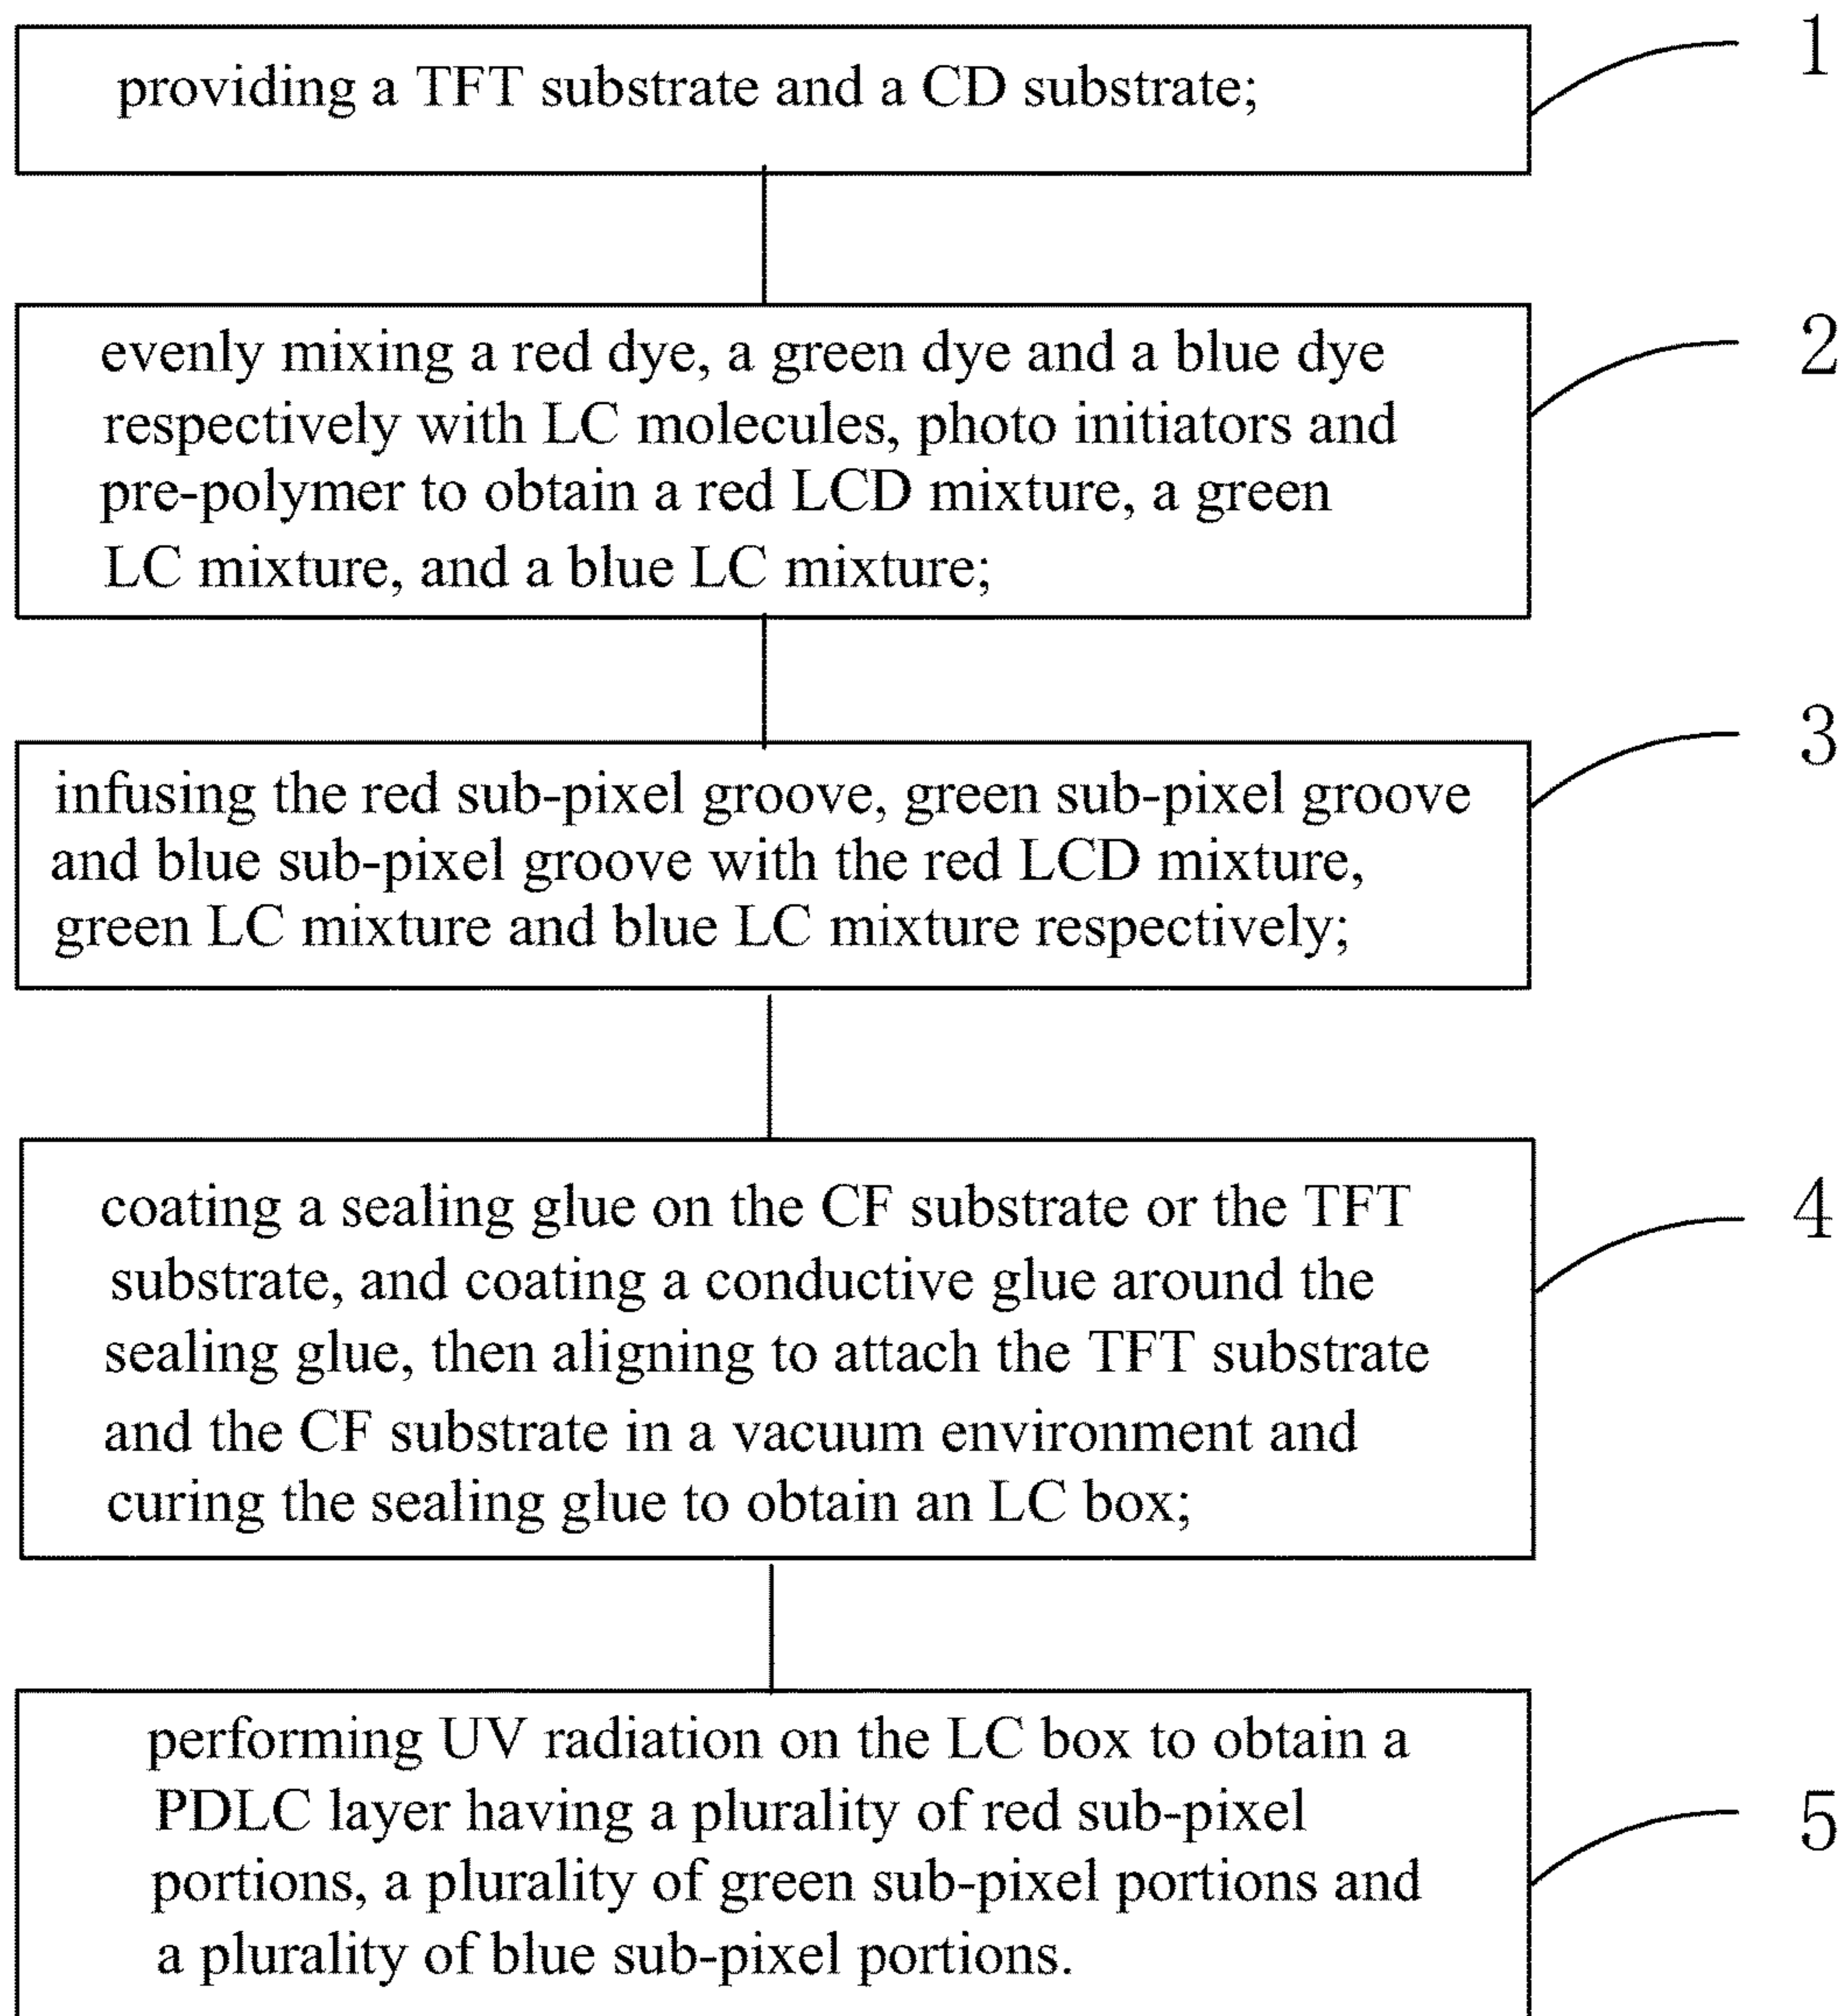 providing a TFT substrate and a CD substrate;
1
evenly mixing a red dye, a green dye and a blue dye
respectively with LC molecules, photo initiators and
pre-polymer to obtain a red LCD mixture, a green
LC mixture, and a blue LC mixture;
2
infusing the red sub-pixel groove, green sub-pixel groove
and blue sub-pixel groove with the red LCD mixture,
green LC mixture and blue LC mixture respectively;
3
coating a sealing glue on the CF substrate or the TFT
substrate, and coating a conductive glue around the
sealing glue, then aligning to attach the TFT substrate
and the CF substrate in a vacuum environment and
curing the sealing glue to obtain an LC box;
4
performing UV radiation on the LC box to obtain a
PDLC layer having a plurality of red sub-pixel
portions, a plurality of green sub-pixel portions and
a plurality of blue sub-pixel portions.
5